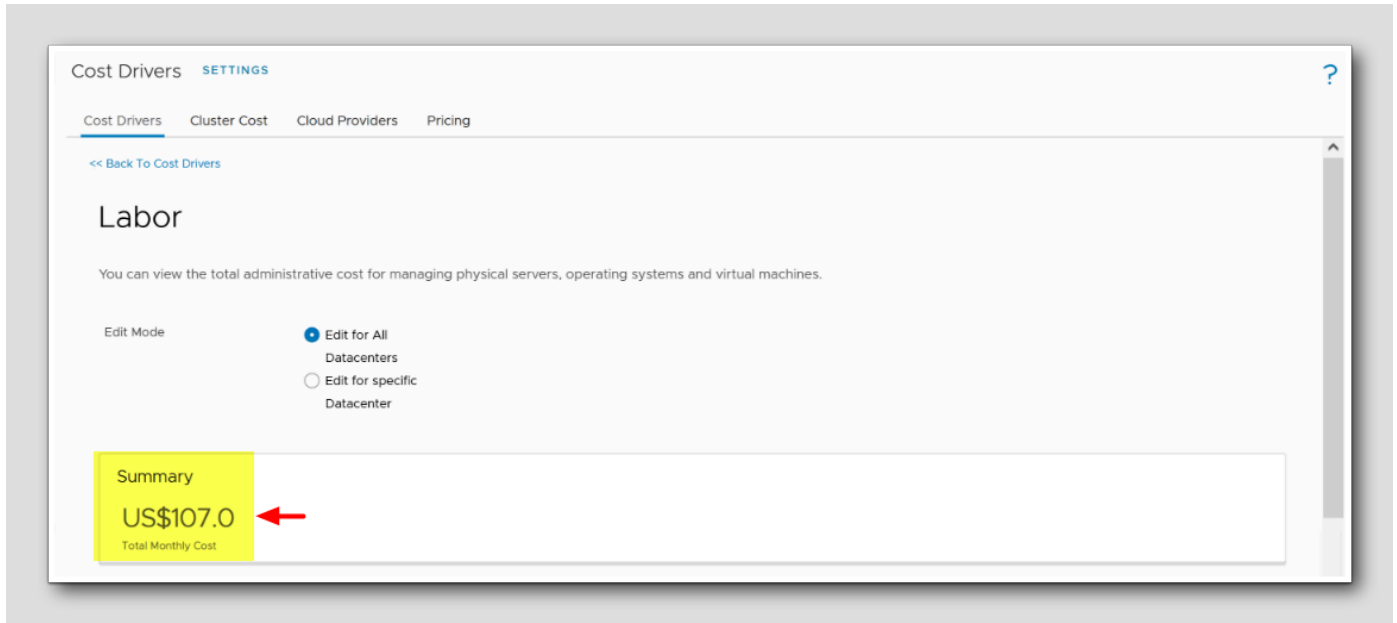 Cost Drivers SETTINGS
?
Cost Drivers Cluster Cost Cloud Providers Pricing
<< Back To Cost Drivers
Labor
You can view the total administrative cost for managing physical servers, operating systems and virtual machines.
Edit Mode
Edit for All
Datacenters
Edit for specific
Datacenter
Summary
US$107.0
Total Monthly Cost